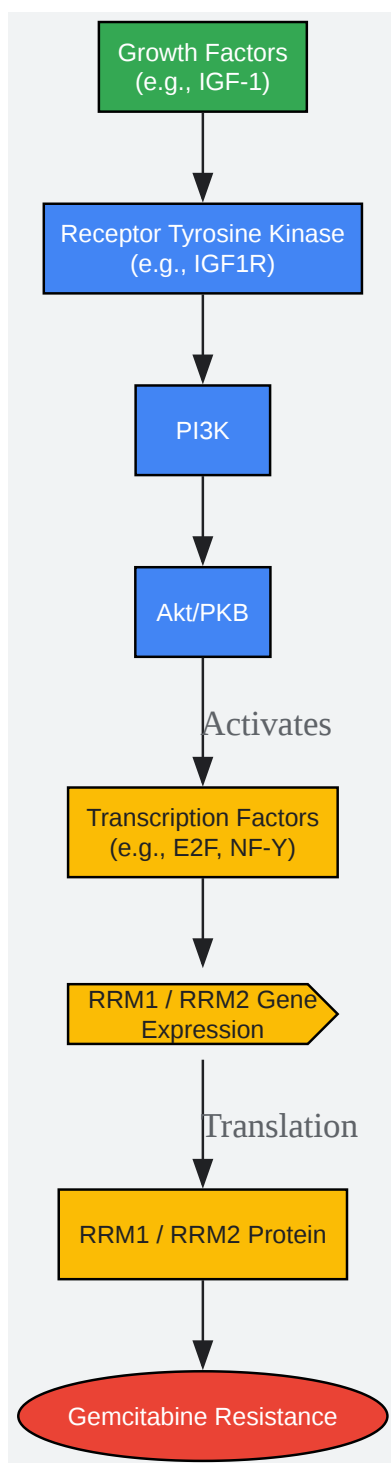 Growth Factors
(e.g., IGF-1)
Receptor Tyrosine Kinase
(e.g., IGF1R)
PI3K
Akt/PKB
Activates
Transcription Factors
(e.g., E2F, NF-Y)
RRM1 / RRM2 Gene
Expression
Translation
RRM1 / RRM2 Protein
Gemcitabine Resistance